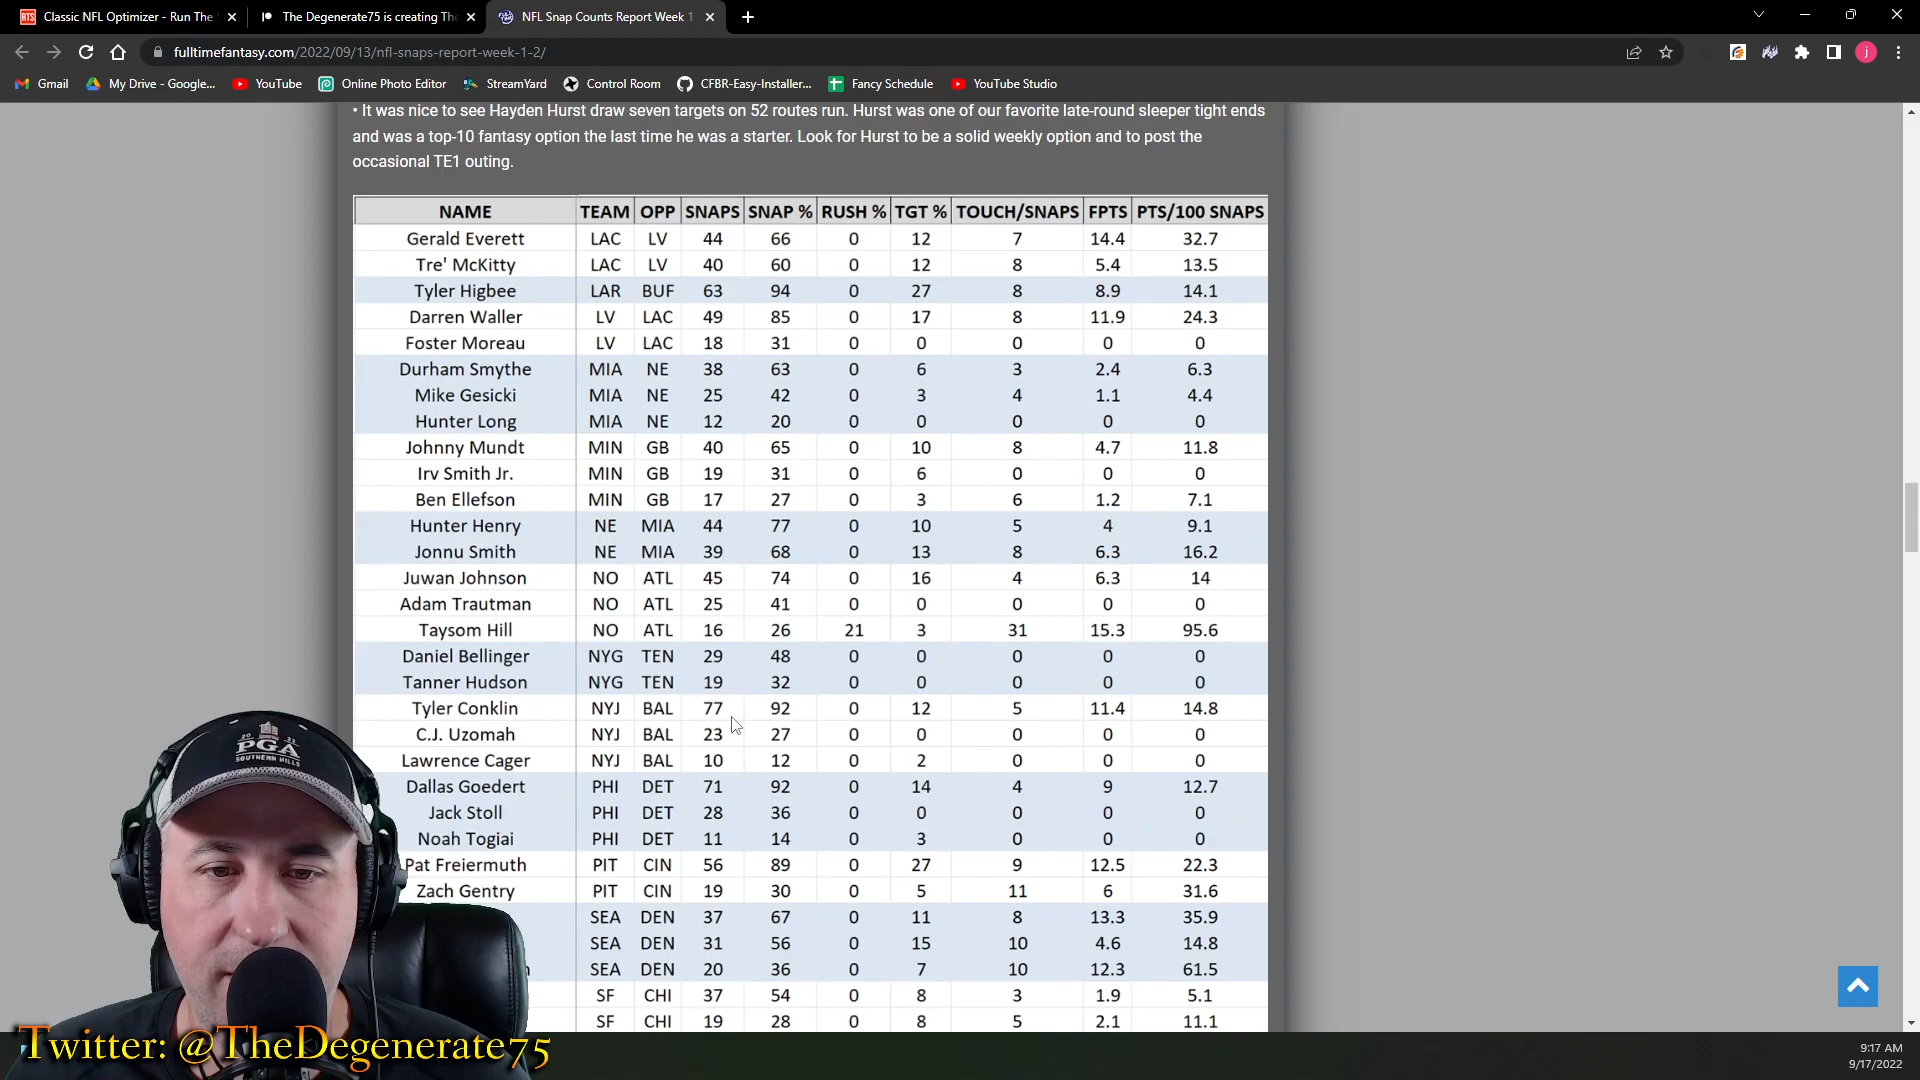 Classic NFL Optimizer - Run The
The Degenerate75 is creating The
NFL Snap Counts Report Week 1
fulltimefantasy.com/2022/09/13/nfl-snaps-report-week-1-2/
Gmail My Drive - Google... YouTube Online Photo Editor StreamYard Control Room CFBR-Easy-Installer... Fancy Schedule YouTube Studio
• It was nice to see Hayden Hurst draw seven targets on 52 routes run. Hurst was one of our favorite late-round sleeper tight ends
and was a top-10 fantasy option the last time he was a starter. Look for Hurst to be a solid weekly option and to post the
occasional TE1 outing.
NAME TEAM OPP SNAPS SNAP % RUSH % TGT % TOUCH/SNAPS FPTS PTS/100 SNAPS
Gerald Everett LAC LV 44 66 0 12 7 14.4 32.7
Tre' McKitty LAC LV 40 60 0 12 8 5.4 13.5
Tyler Higbee LAR BUF 63 94 0 27 8 8.9 14.1
Darren Waller LV LAC 49 85 0 17 8 11.9 24.3
Foster Moreau LV LAC 18 31 0 0 0 0 0
Durham Smythe MIA NE 38 63 0 6 3 2.4 6.3
Mike Gesicki MIA NE 25 42 0 3 4 1.1 4.4
Hunter Long MIA NE 12 20 0 0 0 0 0
Johnny Mundt MIN GB 40 65 0 10 8 4.7 11.8
Irv Smith Jr. MIN GB 19 31 0 6 0 0 0
Ben Ellefson MIN GB 17 27 0 3 6 1.2 7.1
Hunter Henry NE MIA 44 77 0 10 5 4 9.1
Jonnu Smith NE MIA 39 68 0 13 8 6.3 16.2
Juwan Johnson NO ATL 45 74 0 16 4 6.3 14
Adam Trautman NO ATL 25 41 0 0 0 0 0
Taysom Hill NO ATL 16 26 21 3 31 15.3 95.6
Daniel Bellinger NYG TEN 29 48 0 0 0 0 0
Tanner Hudson NYG TEN 19 32 0 0 0 0 0
Tyler Conklin NYJ BAL 77 92 0 12 5 11.4 14.8
C.J. Uzomah NYJ BAL 23 27 0 0 0 0 0
Lawrence Cager NYJ BAL 10 12 0 2 0 0 0
Dallas Goedert PHI DET 71 92 0 14 4 9 12.7
Jack Stoll PHI DET 28 36 0 0 0 0 0
Noah Togiai PHI DET 11 14 0 3 0 0 0
Pat Freiermuth PIT CIN 56 89 0 27 9 12.5 22.3
Zach Gentry PIT CIN 19 30 0 5 11 6 31.6
SEA DEN 37 67 0 11 8 13.3 35.9
SEA DEN 31 56 0 15 10 4.6 14.8
SEA DEN 20 36 0 7 10 12.3 61.5
SF CHI 37 54 0 8 3 1.9 5.1
SF CHI 19 28 0 8 5 2.1 11.1
PGA
SOUTHERN HILLS
Twitter: @TheDegenerate75
9:17 AM
9/17/2022